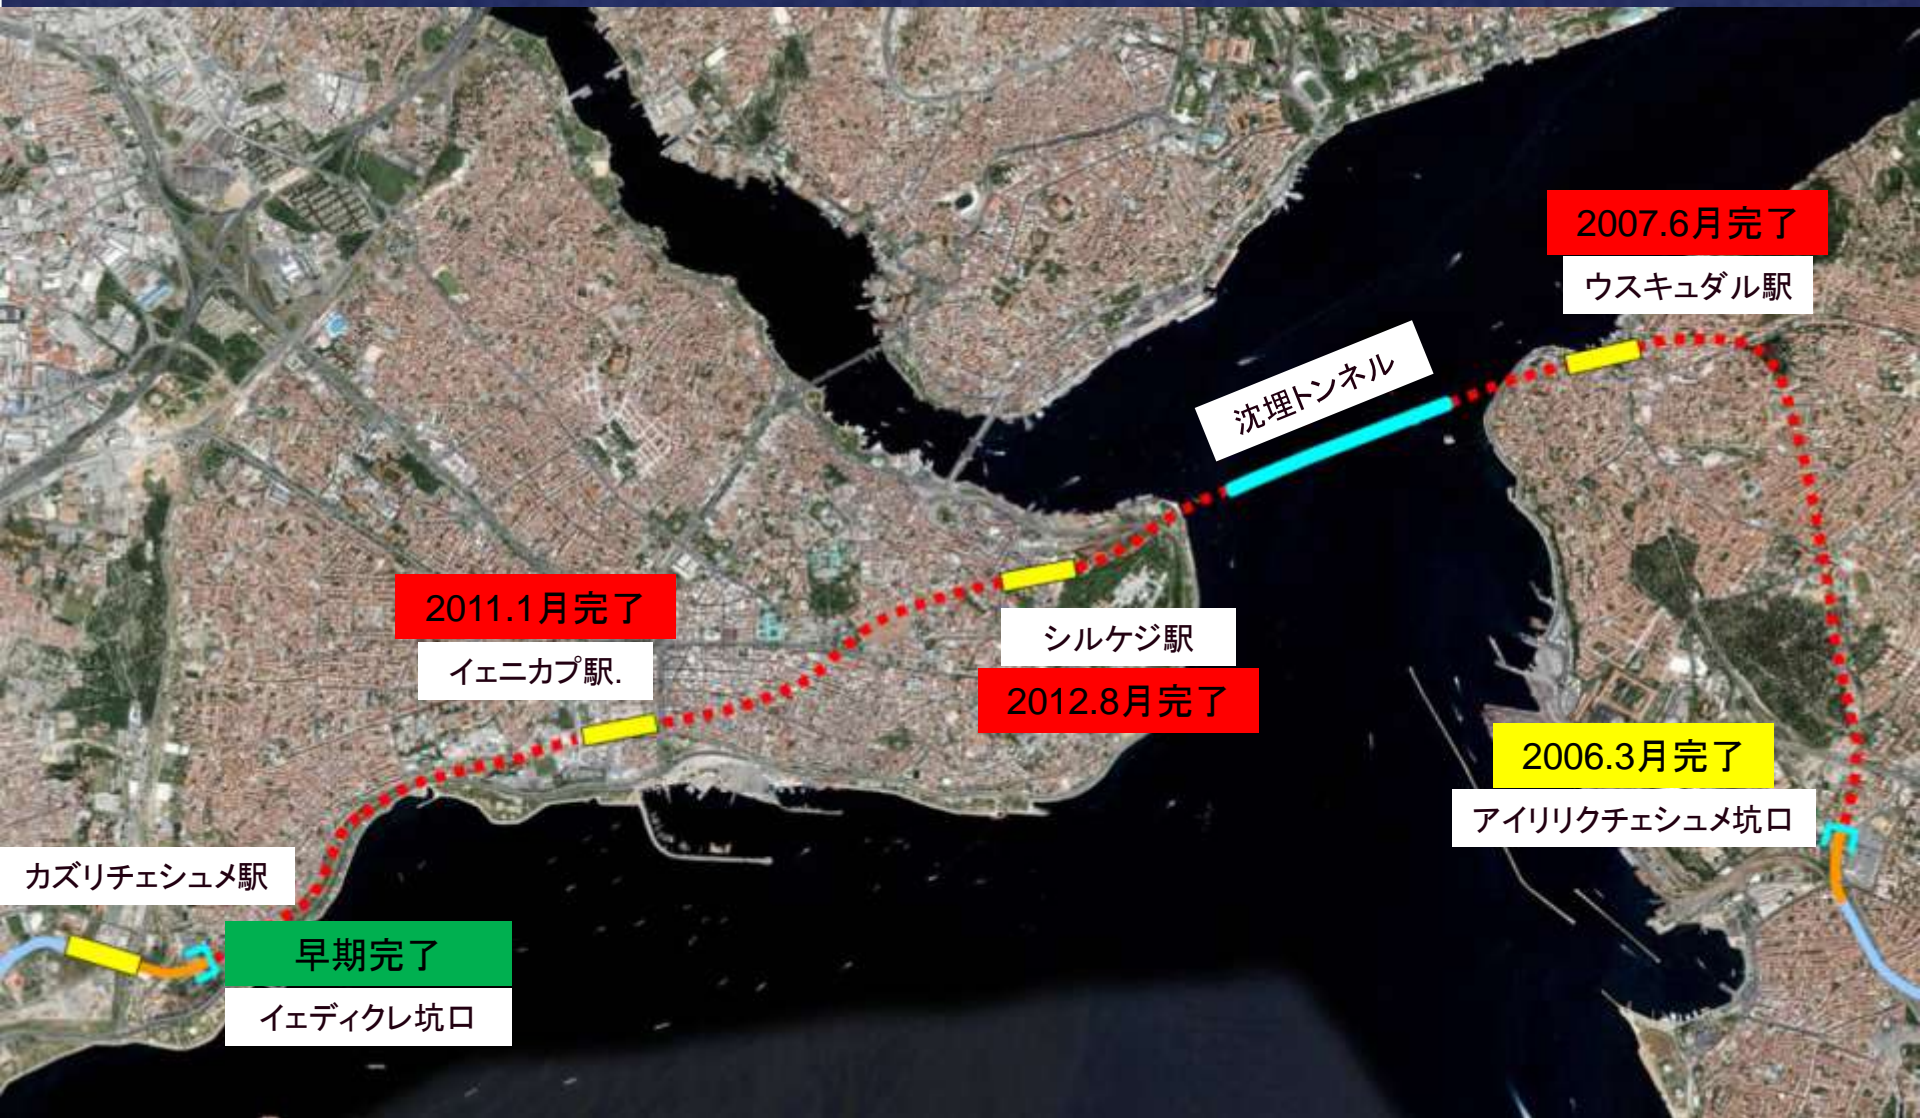 2007.6月完了
ウスキュダル駅
沈埋トンネル
2011.1月完了
イェニカプ駅.
シルケジ駅
2012.8月完了
2006.3月完了
アイリリクチェシュメ坑口
カズリチェシュメ駅
早期完了
イェディクレ坑口